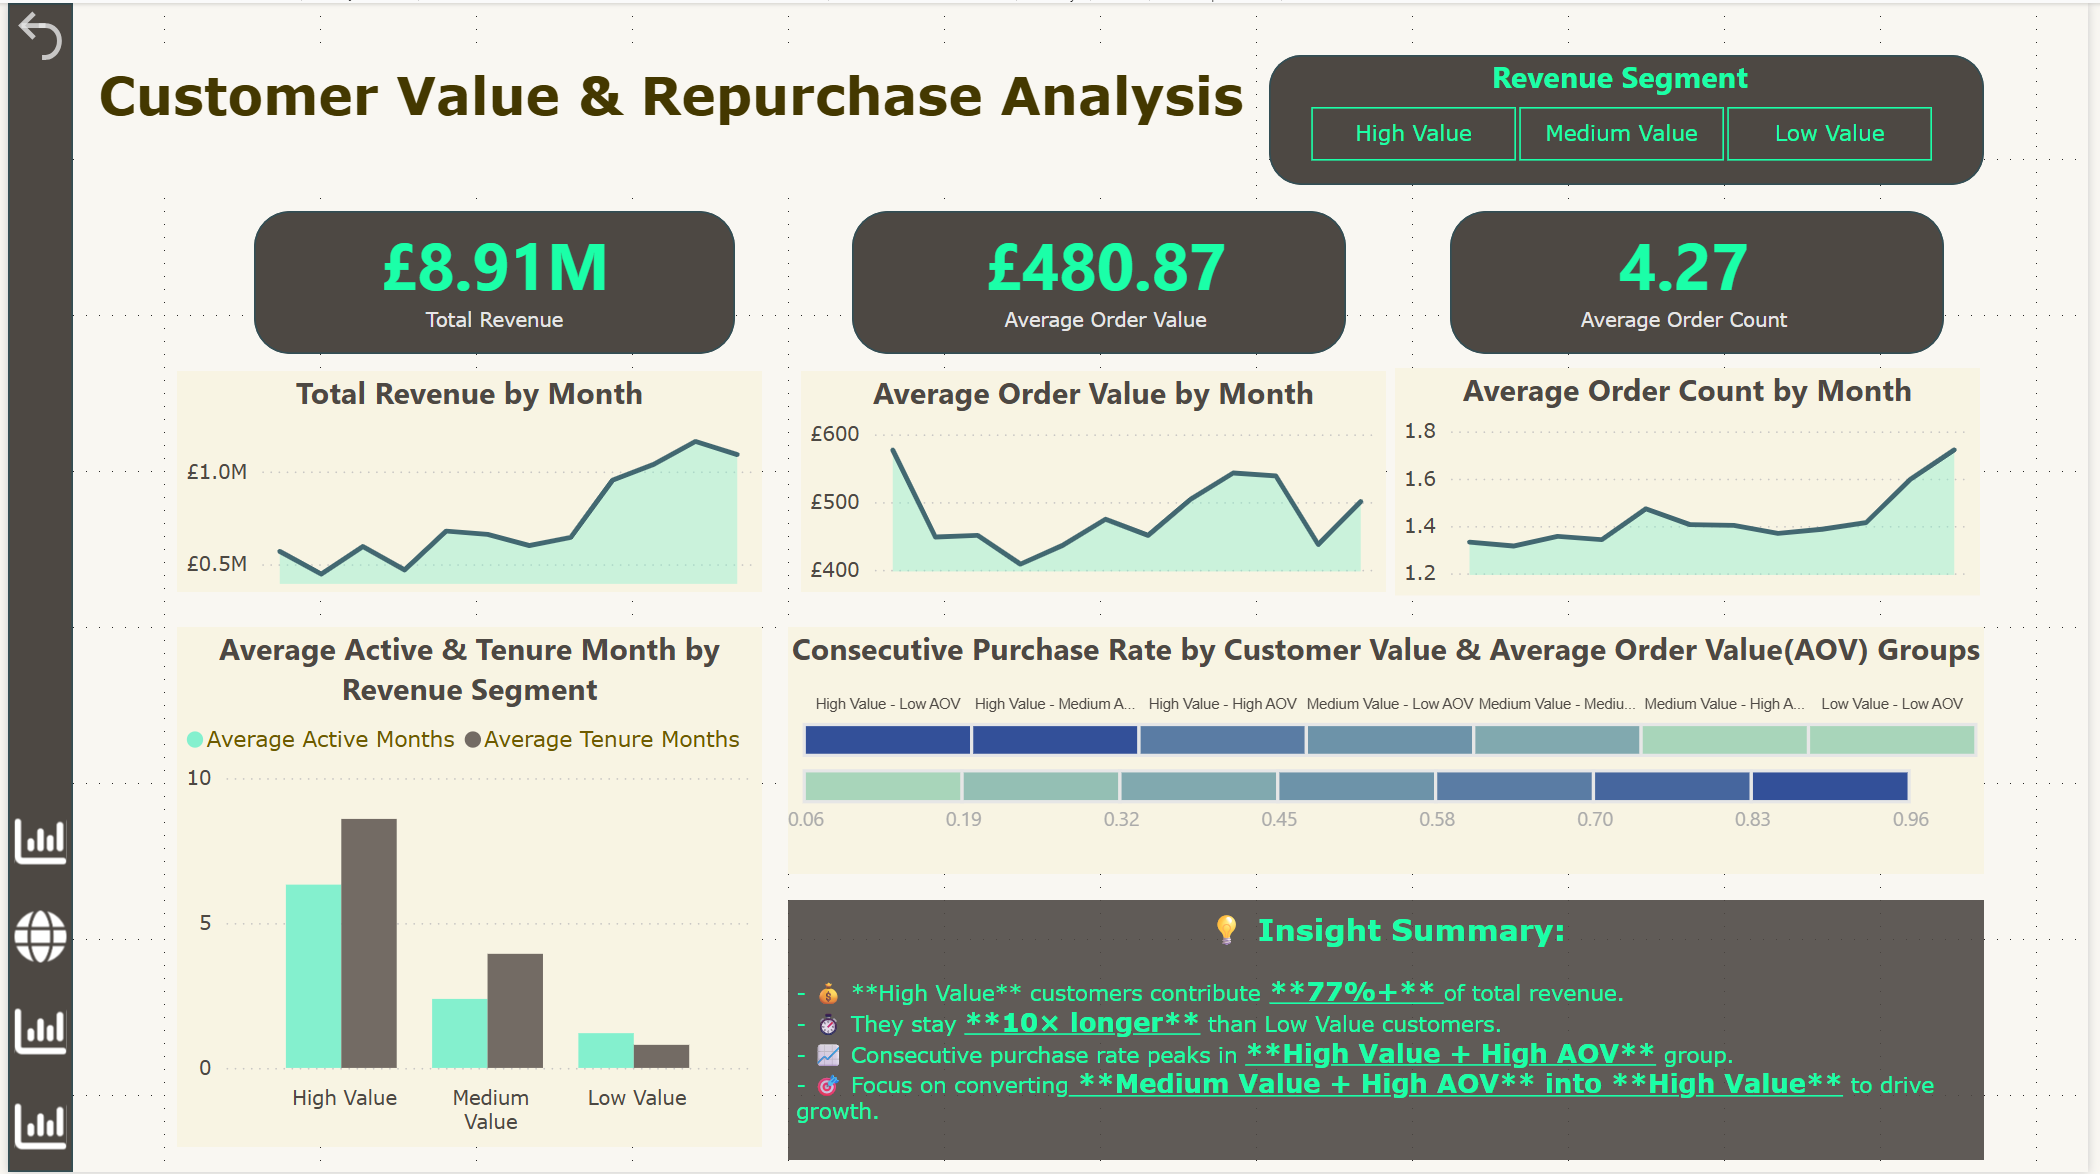 Customer Value & Repurchase Analysis
Revenue Segment
High Value
Medium Value
Low Value
£8.91M
Total Revenue
£480.87
Average Order Value
4.27
Average Order Count
Total Revenue by Month
£1.0M
£0.5M
Average Order Value by Month
£600
£500
£400
Average Order Count by Month
1.8
1.6
1.4
1.2
Average Active & Tenure Month by
Revenue Segment
Average Active Months
Average Tenure Months
10
5
0
High Value
Medium
Value
Low Value
Consecutive Purchase Rate by Customer Value & Average Order Value(AOV) Groups
High Value - Low AOV
High Value - Medium A...
High Value - High AOV
Medium Value - Low AOV
Medium Value - Mediu...
Medium Value - High A...
Low Value - Low AOV
0.06
0.19
0.32
0.45
0.58
0.70
0.83
0.96
💡 Insight Summary:
- 💰 **High Value** customers contribute **77%+** of total revenue.
- ⏱️ They stay **10× longer** than Low Value customers.
- 📈 Consecutive purchase rate peaks in **High Value + High AOV** group.
- 🎯 Focus on converting **Medium Value + High AOV** into **High Value** to drive
growth.